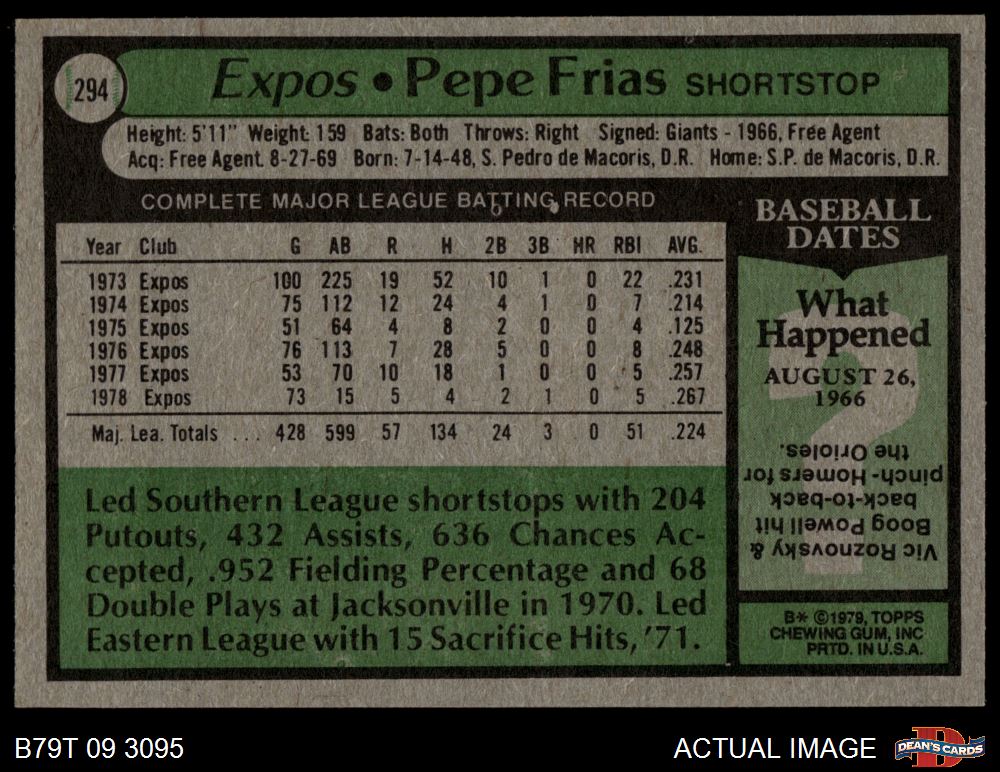 294
Expos • Pepe Frias SHORTSTOP
Height: 5'11" Weight: 159 Bats: Both Throws: Right Signed: Giants - 1966, Free Agent
Acq: Free Agent. 8-27-69 Born: 7-14-48, S. Pedro de Macoris, D.R. Home: S.P. de Macoris, D.R.
COMPLETE MAJOR LEAGUE BATTING RECORD
Year Club G AB R H 2B 3B HR RBI AVG.
1973 Expos 100 225 19 52 10 1 0 22 .231
1974 Expos 75 112 12 24 4 1 0 7 .214
1975 Expos 51 64 4 8 2 0 0 4 .125
1976 Expos 76 113 7 28 5 0 0 8 .248
1977 Expos 53 70 10 18 1 0 0 5 .257
1978 Expos 73 15 5 4 2 1 0 5 .267
Maj. Lea. Totals ... 428 599 57 134 24 3 0 51 .224
Led Southern League shortstops with 204
Putouts, 432 Assists, 636 Chances Ac-
cepted, .952 Fielding Percentage and 68
Double Plays at Jacksonville in 1970. Led
Eastern League with 15 Sacrifice Hits, '71.
BASEBALL
DATES
What
Happened
AUGUST 26,
1966
?
Vic Roznovsky &
Boog Powell hit
back-to-back
pinch-Homers for
the Orioles.
B* ©1979, TOPPS
CHEWING GUM, INC
PRTD. IN U.S.A.
B79T 09 3095
ACTUAL IMAGE
D
DEAN'S CARDS